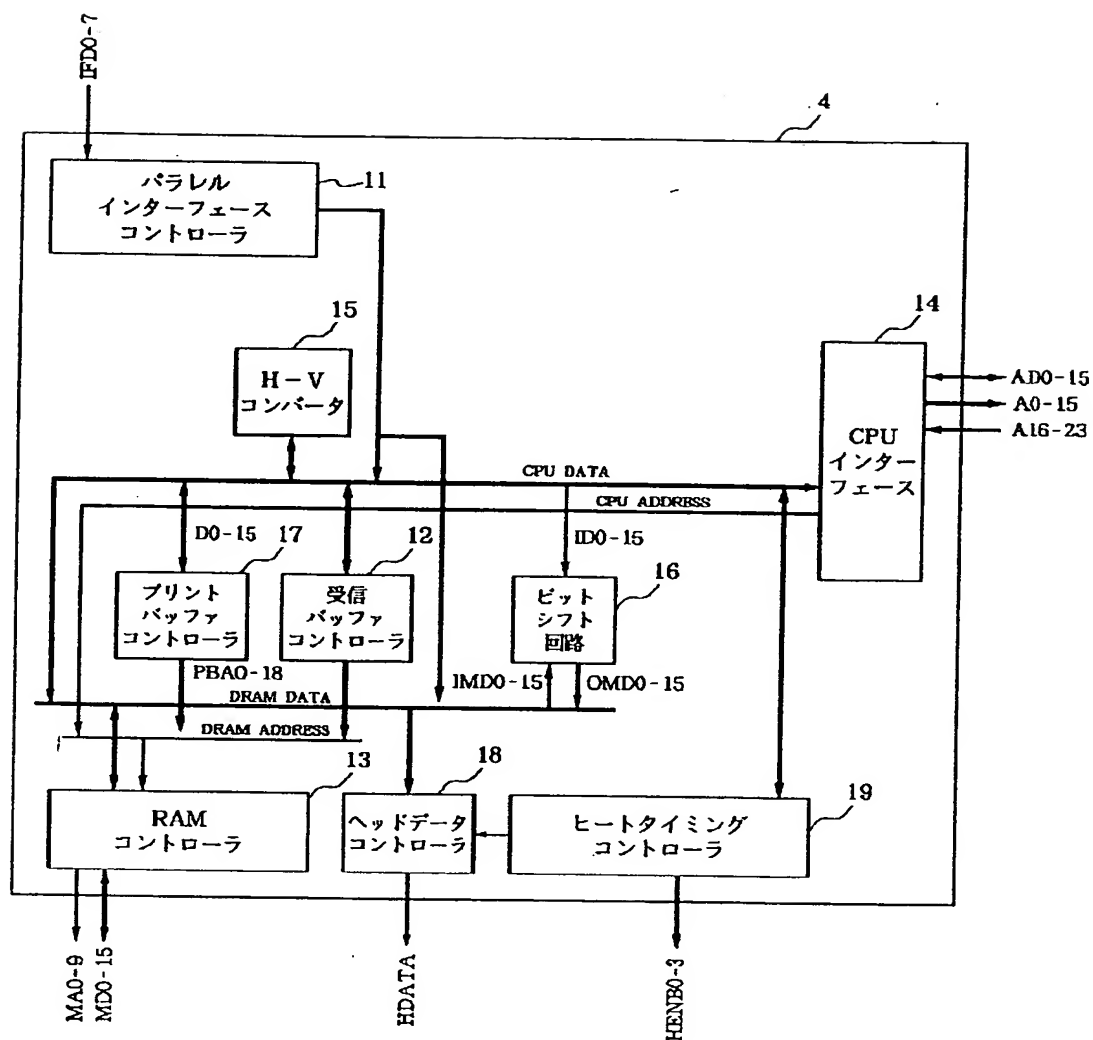 IFD0-7
4
パラレル
インターフェース
コントローラ
11
15
H-V
コンバータ
14
CPU
インター
フェース
AD0-15
A0-15
A16-23
CPU DATA
CPU ADDRESS
D0-15
17
12
ID0-15
16
プリント
バッファ
コントローラ
受信
バッファ
コントローラ
ビット
シフト
回路
PBA0-18
IMD0-15
OMD0-15
DRAM DATA
DRAM ADDRESS
13
18
19
RAM
コントローラ
ヘッドデータ
コントローラ
ヒートタイミング
コントローラ
MA0-9
MD0-15
HDATA
HENB0-3